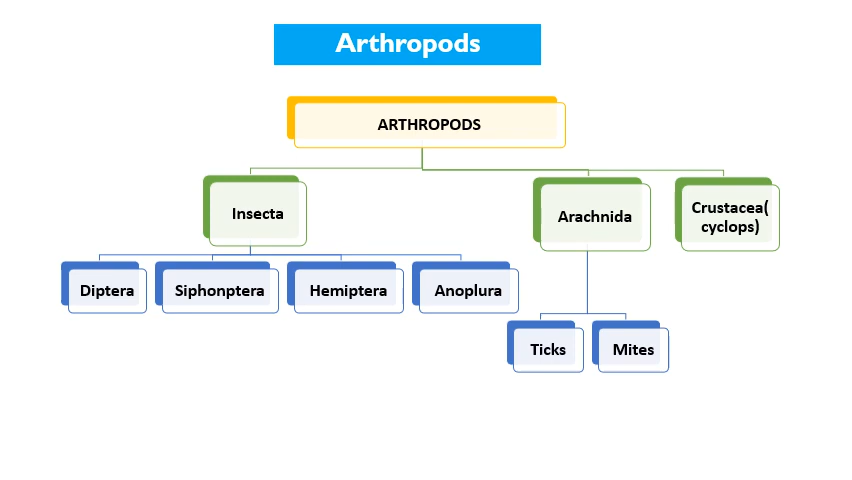 Arthropods
ARTHROPODS
Insecta
Arachnida
Crustacea(
cyclops)
Diptera
Siphonptera
Hemiptera
Anoplura
Ticks
Mites